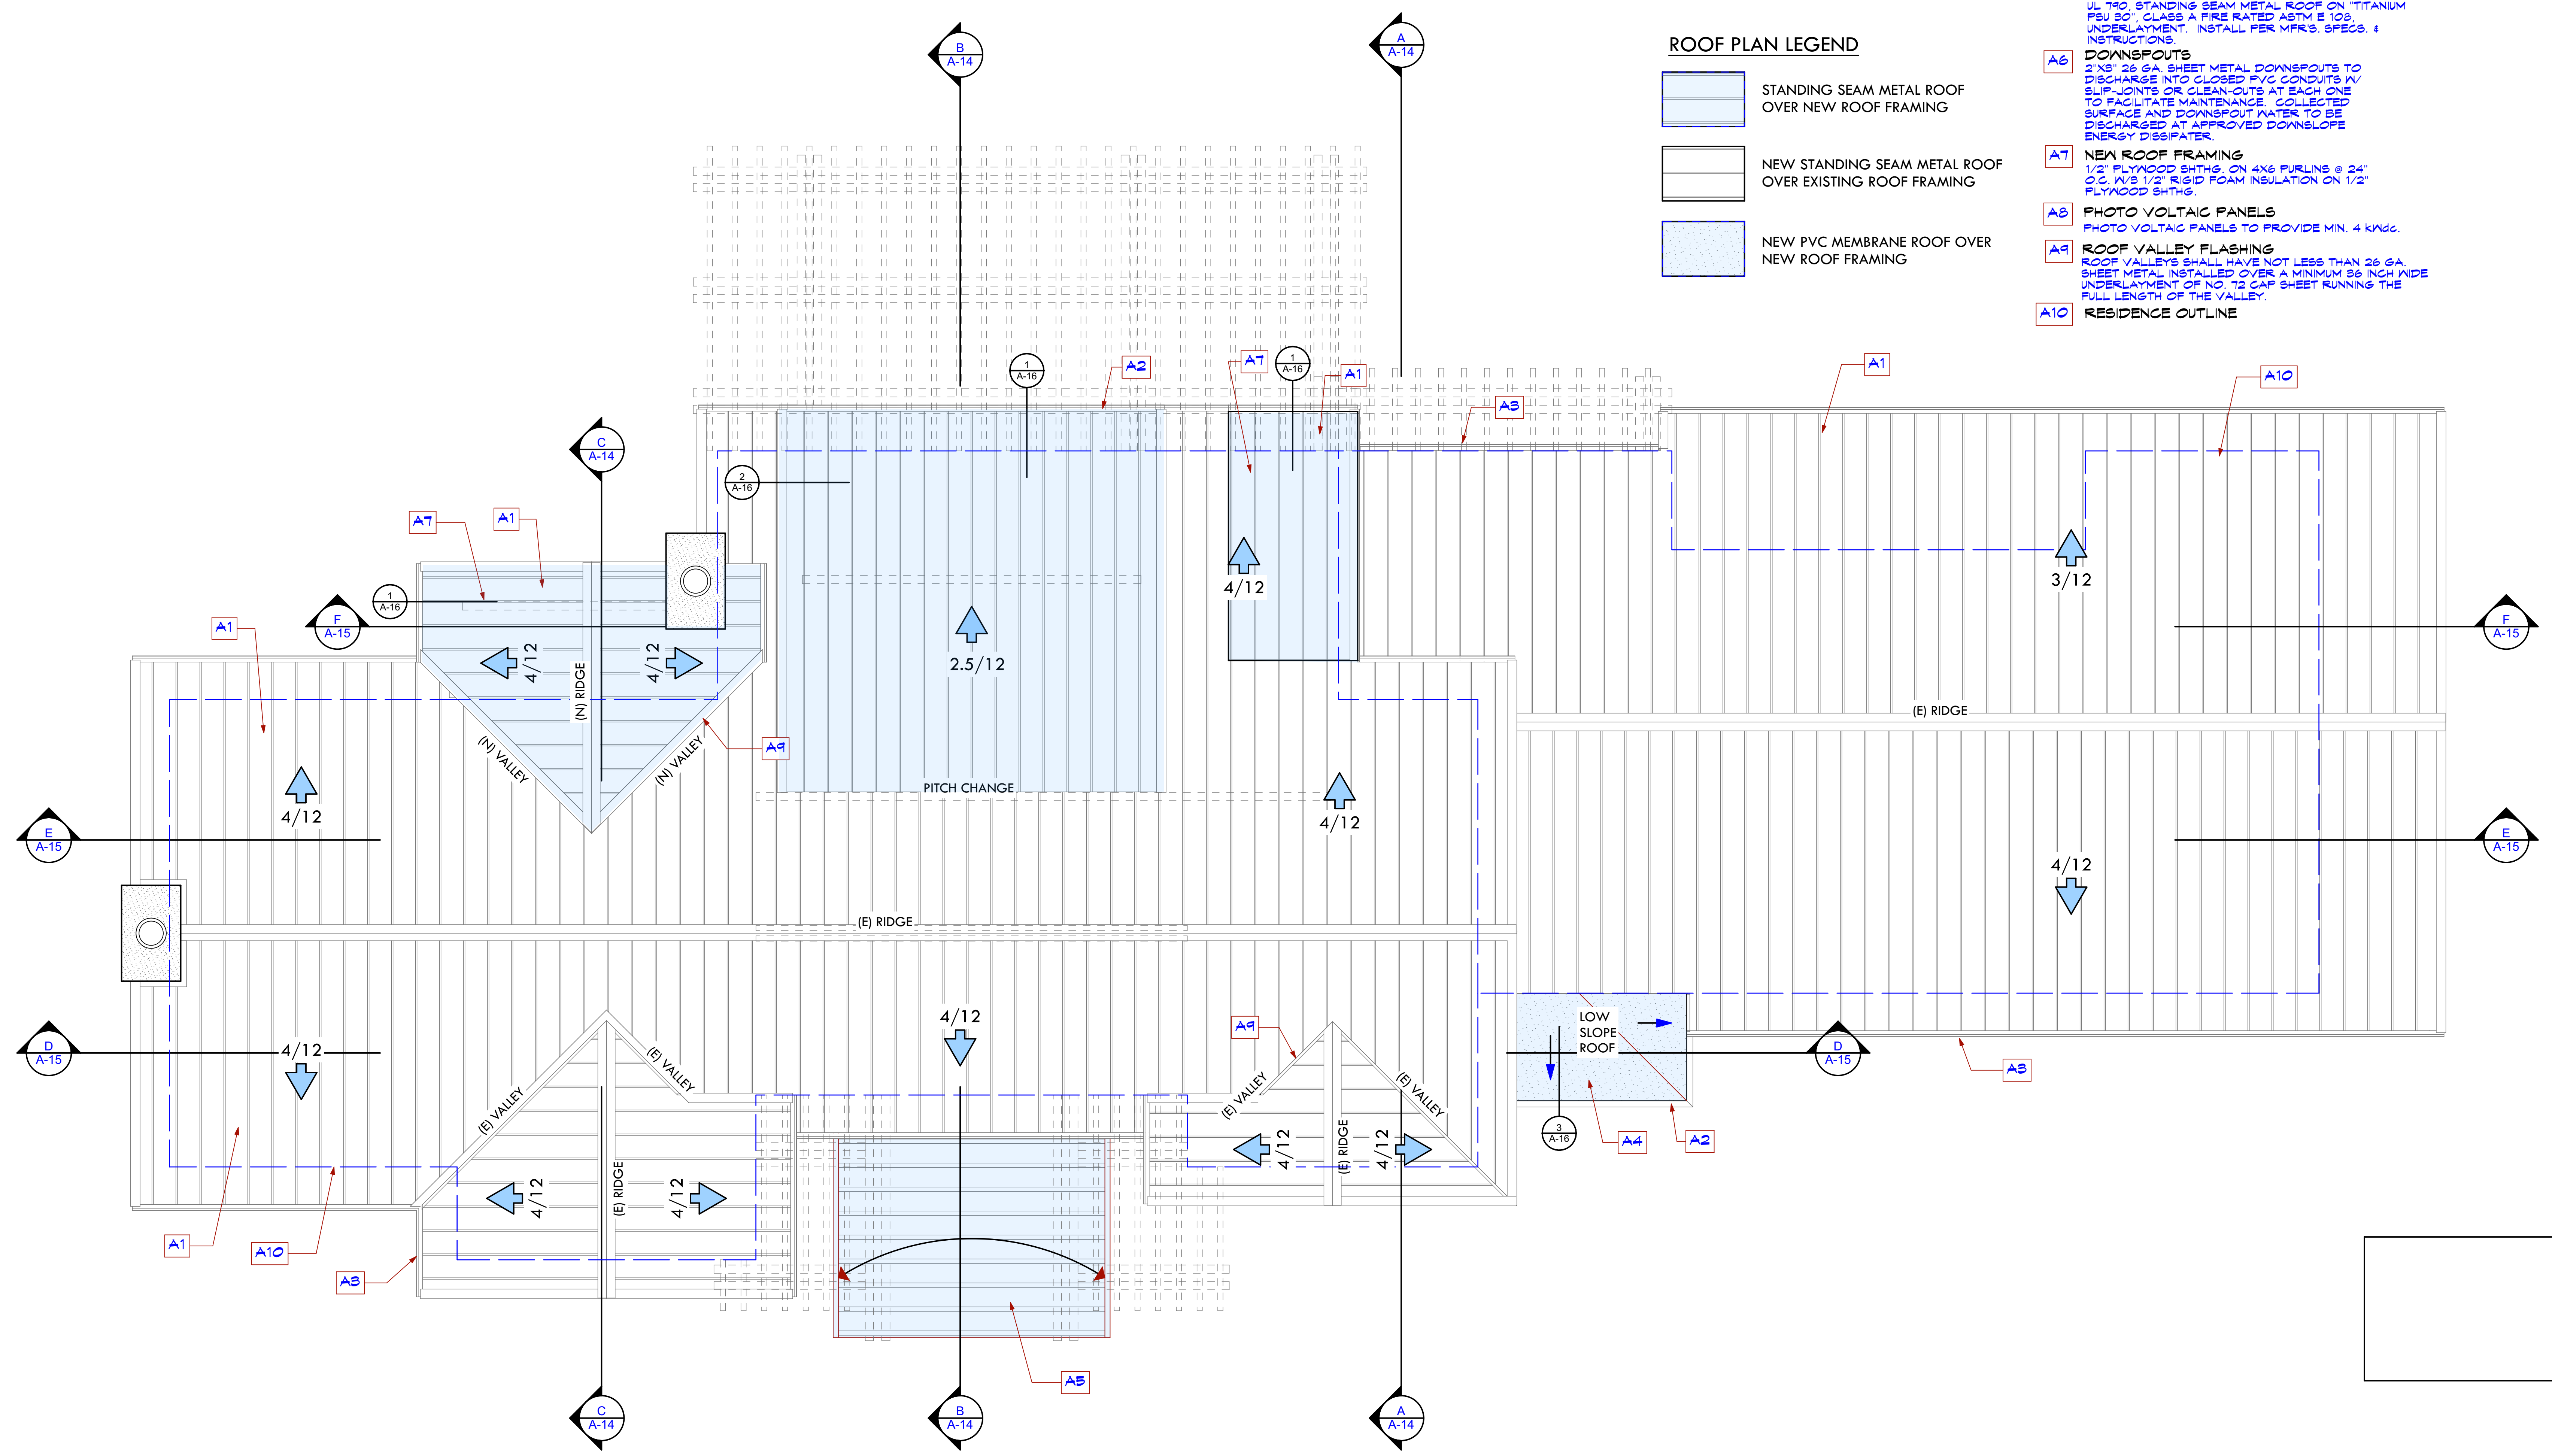 UL 790, STANDING SEAM METAL ROOF ON "TITANIUM
PSU 30", CLASS A FIRE RATED ASTM E 108,
UNDERLAYMENT. INSTALL PER MFR'S. SPECS. &
INSTRUCTIONS.
A6 DOWNSPOUTS
2"X3" 26 GA. SHEET METAL DOWNSPOUTS TO
DISCHARGE INTO CLOSED PVC CONDUITS W/
SLIP-JOINTS OR CLEAN-OUTS AT EACH ONE
TO FACILITATE MAINTENANCE. COLLECTED
SURFACE AND DOWNSPOUT WATER TO BE
DISCHARGED AT APPROVED DOWNSLOPE
ENERGY DISSIPATER.
A7 NEW ROOF FRAMING
1/2" PLYWOOD SHTHG. ON 4X6 PURLINS @ 24"
O.C. W/3 1/2" RIGID FOAM INSULATION ON 1/2"
PLYWOOD SHTHG.
A8 PHOTO VOLTAIC PANELS
PHOTO VOLTAIC PANELS TO PROVIDE MIN. 4 kWdc.
A9 ROOF VALLEY FLASHING
ROOF VALLEYS SHALL HAVE NOT LESS THAN 26 GA.
SHEET METAL INSTALLED OVER A MINIMUM 36 INCH WIDE
UNDERLAYMENT OF NO. 72 CAP SHEET RUNNING THE
FULL LENGTH OF THE VALLEY.
A10 RESIDENCE OUTLINE
ROOF PLAN LEGEND
STANDING SEAM METAL ROOF
OVER NEW ROOF FRAMING
NEW STANDING SEAM METAL ROOF
OVER EXISTING ROOF FRAMING
NEW PVC MEMBRANE ROOF OVER
NEW ROOF FRAMING
B
A-14
A
A-14
1
A-16
A2
A7
1
A-16
A1
A3
A1
A10
C
A-14
2
A-16
A7
A1
1
A-16
F
A-15
A1
4/12
4/12
(N) RIDGE
(N) VALLEY
(N) VALLEY
A9
2.5/12
PITCH CHANGE
4/12
3/12
F
A-15
(E) RIDGE
4/12
4/12
E
A-15
4/12
E
A-15
(E) RIDGE
4/12
D
A-15
4/12
(E) VALLEY
(E) VALLEY
(E) RIDGE
4/12
4/12
A9
(E) VALLEY
(E) VALLEY
(E) RIDGE
4/12
4/12
LOW
SLOPE
ROOF
D
A-15
A3
3
A-16
A4
A2
A1
A10
A3
A5
C
A-14
B
A-14
A
A-14